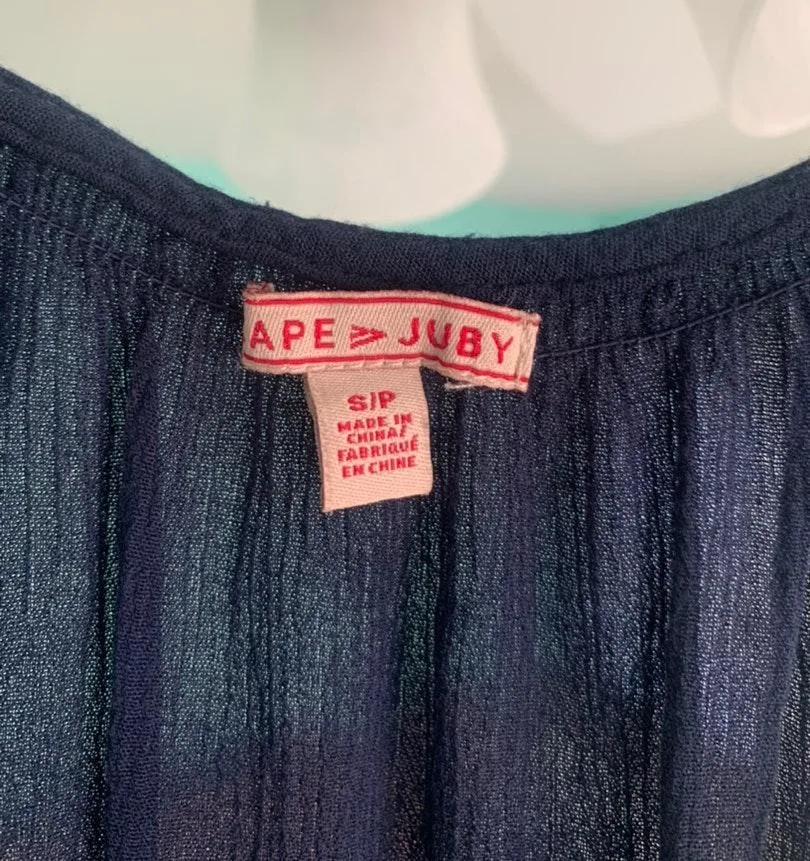 APE ⪢ JUBY
S/P
MADE IN
CHINA/
FABRIQUÉ
EN CHINE